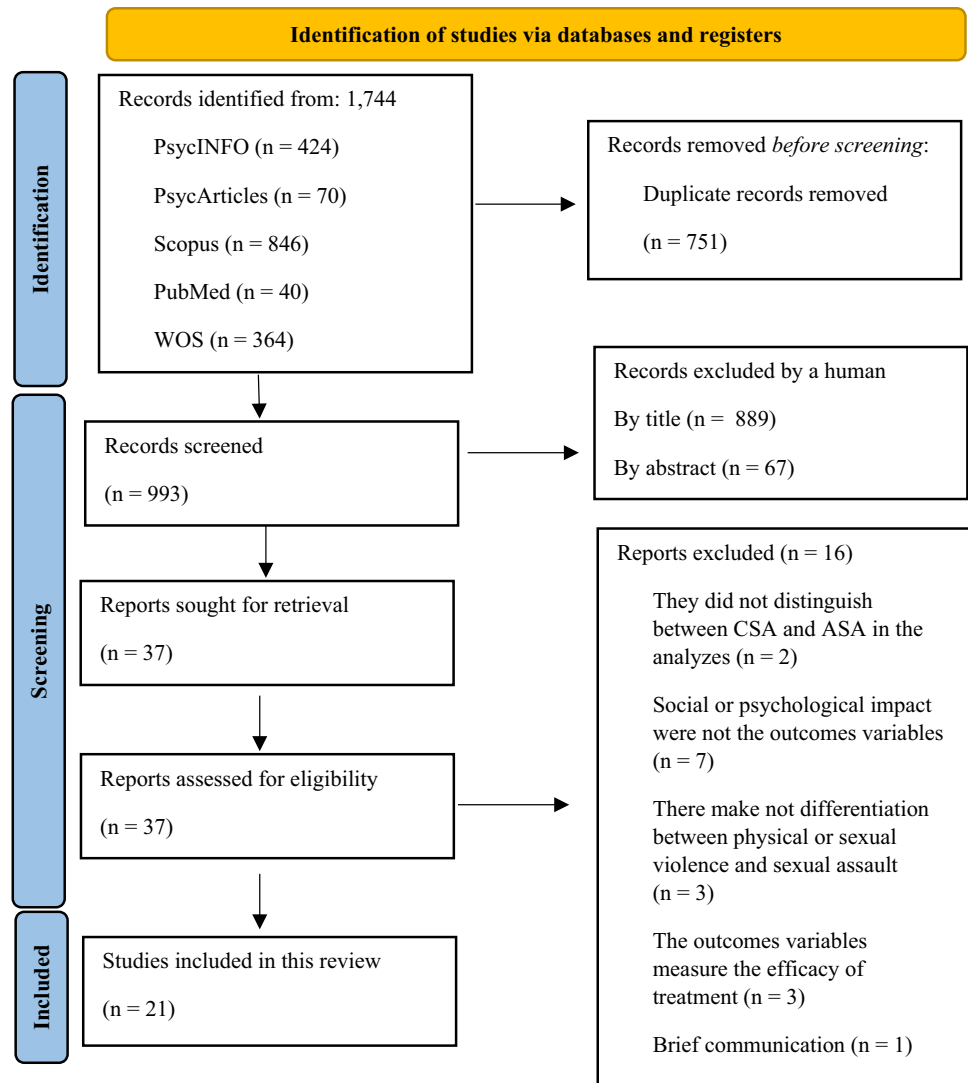 Identification of studies via databases and registers
Identification
Records identified from: 1,744
PsycINFO (n = 424)
PsycArticles (n = 70)
Scopus (n = 846)
PubMed (n = 40)
WOS (n = 364)
Records removed before screening:
Duplicate records removed
(n = 751)
Screening
Records screened
(n = 993)
Records excluded by a human
By title (n =  889)
By abstract (n = 67)
Reports sought for retrieval
(n = 37)
Reports assessed for eligibility
(n = 37)
Reports excluded (n = 16)
They did not distinguish
between CSA and ASA in the
analyzes (n = 2)
Social or psychological impact
were not the outcomes variables
(n = 7)
There make not differentiation
between physical or sexual
violence and sexual assault
(n = 3)
The outcomes variables
measure the efficacy of
treatment (n = 3)
Brief communication (n = 1)
Included
Studies included in this review
(n = 21)